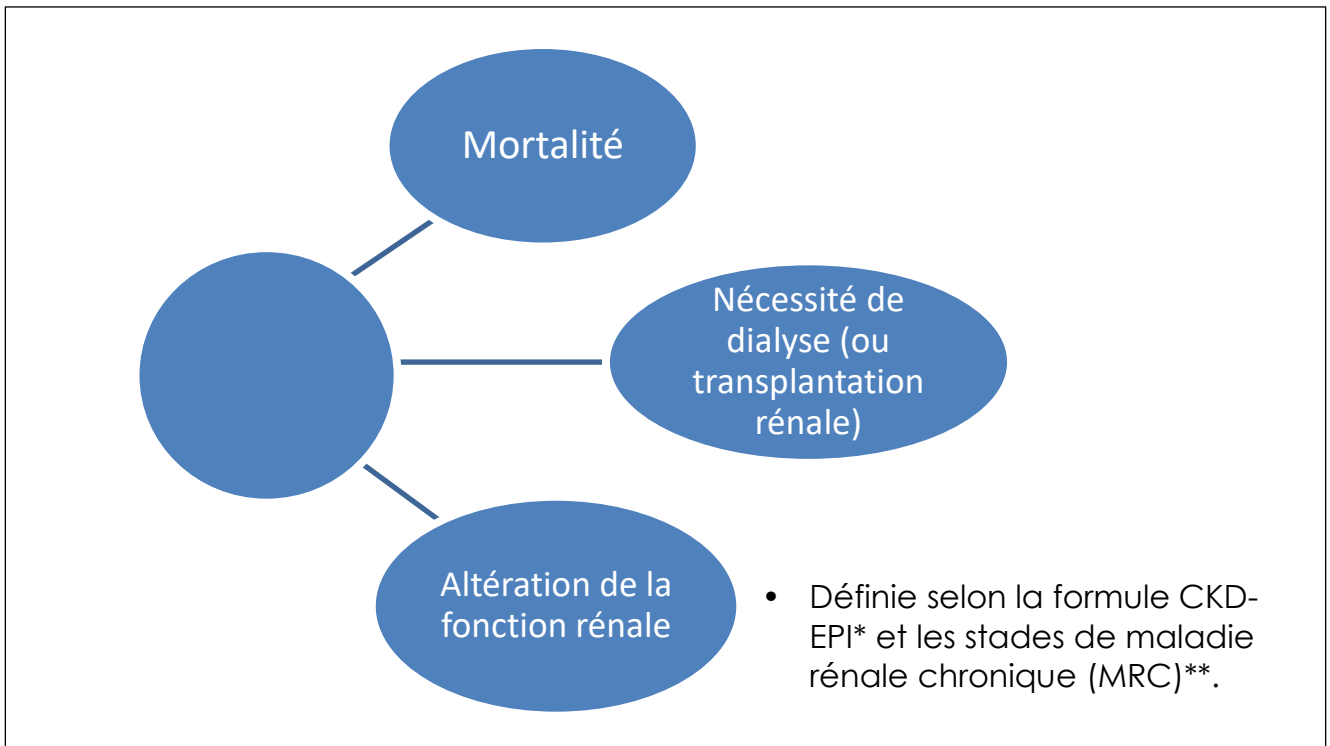 Mortalité
Nécessité de
dialyse (ou
transplantation
rénale)
Altération de la
fonction rénale
• Définie selon la formule CKD-
EPI* et les stades de maladie
rénale chronique (MRC)**.